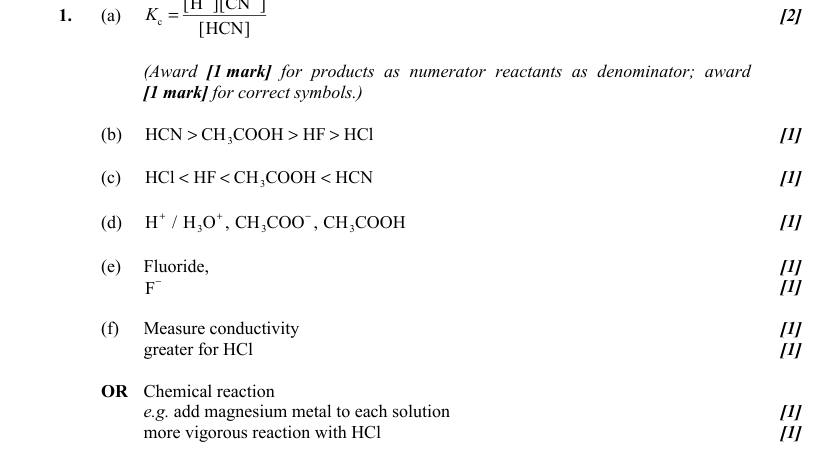 1. (a) K_c = [H⁺][CN⁻] / [HCN] [2]
(Award [1 mark] for products as numerator reactants as denominator; award
[1 mark] for correct symbols.)
(b) HCN > CH₃COOH > HF > HCl [1]
(c) HCl < HF < CH₃COOH < HCN [1]
(d) H⁺ / H₃O⁺, CH₃COO⁻, CH₃COOH [1]
(e) Fluoride, [1]
F⁻ [1]
(f) Measure conductivity [1]
greater for HCl [1]
OR Chemical reaction
e.g. add magnesium metal to each solution [1]
more vigorous reaction with HCl [1]